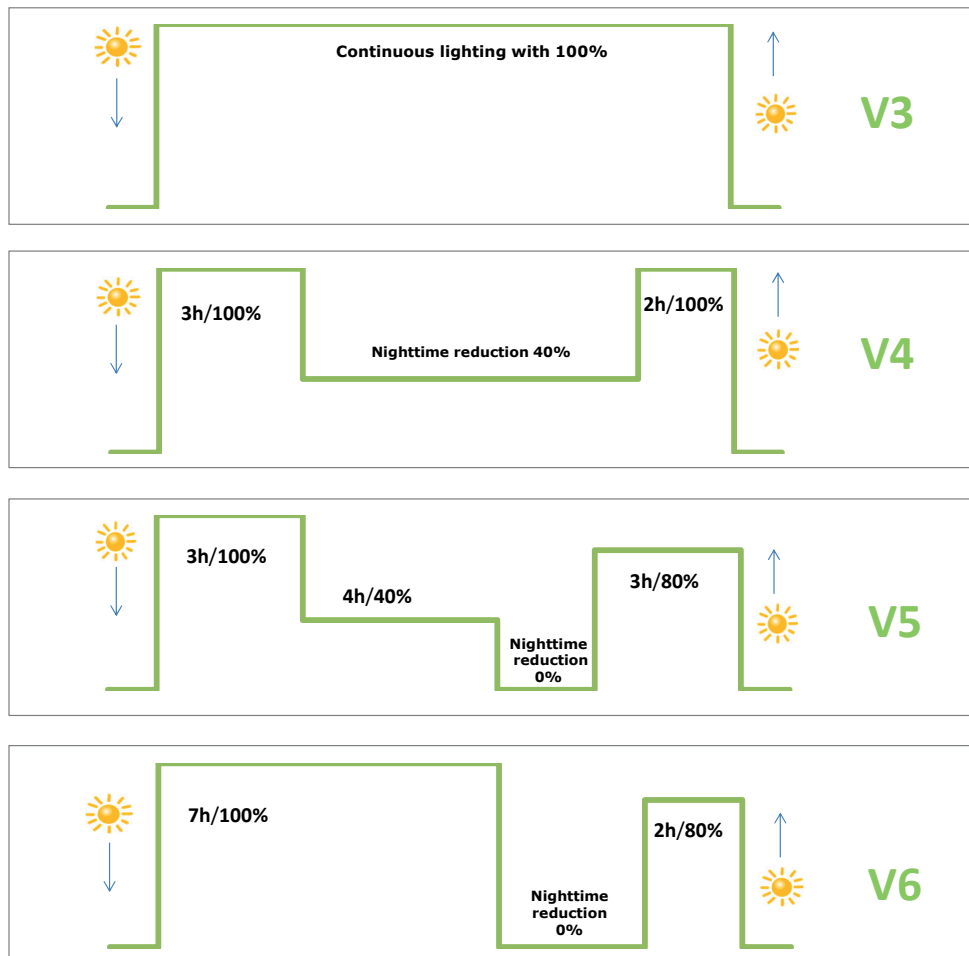 Continuous lighting with 100%
V3
3h/100%
2h/100%
Nighttime reduction 40%
V4
3h/100%
4h/40%
3h/80%
Nighttime
reduction
0%
V5
7h/100%
2h/80%
Nighttime
reduction
0%
V6